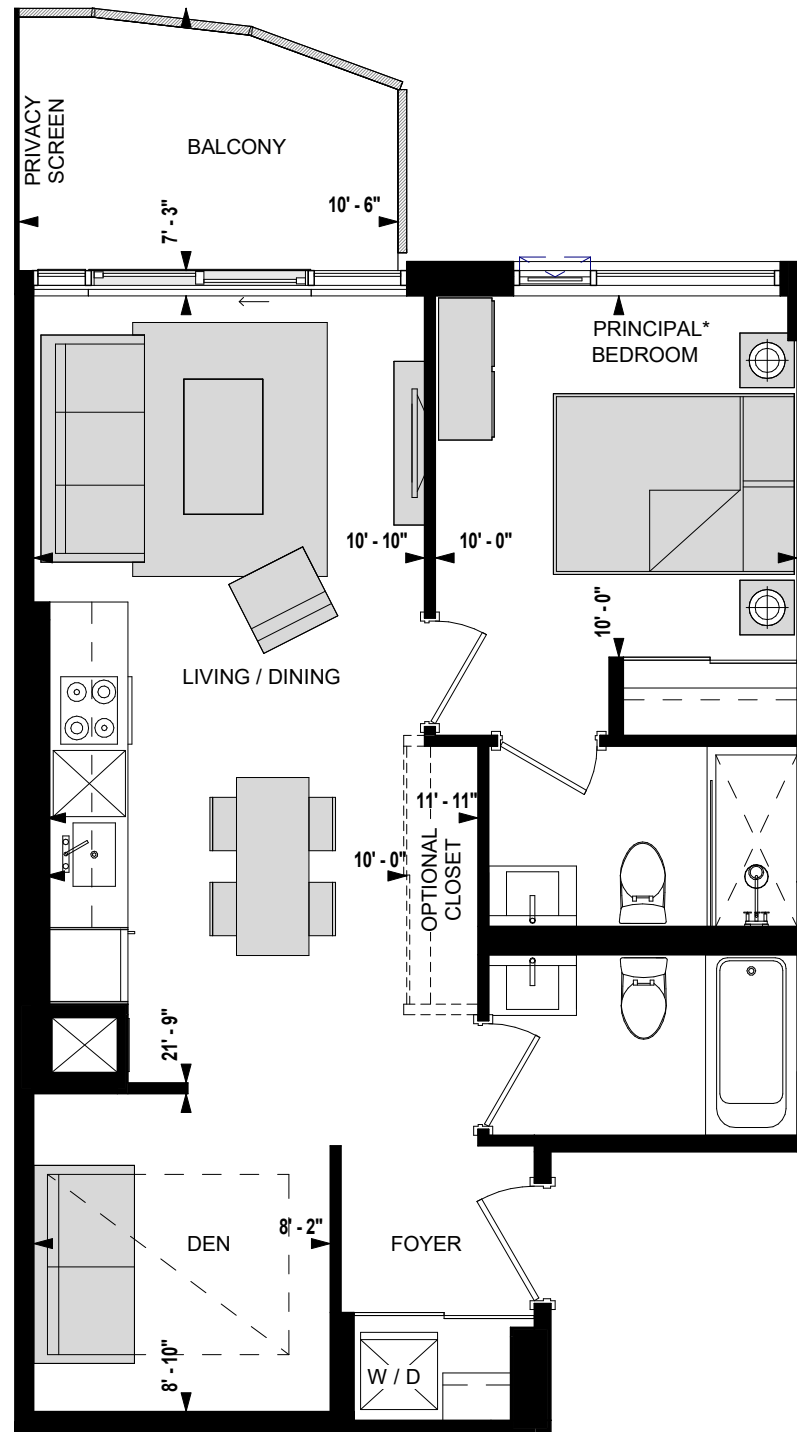 PRIVACY
SCREEN
BALCONY
10' - 6"
7' - 3"
PRINCIPAL*
BEDROOM
10' - 10"
10' - 0"
10' - 0"
LIVING / DINING
11' - 11"
10' - 0"
OPTIONAL
CLOSET
21' - 9"
8' - 2"
DEN
FOYER
8' - 10"
W / D